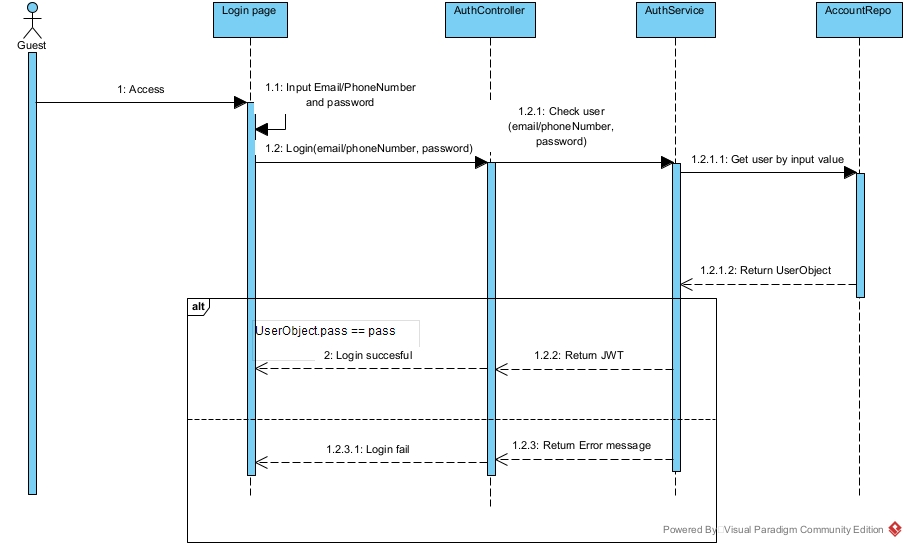 Login page
AuthController
AuthService
AccountRepo
Guest
1: Access
1.1: Input Email/PhoneNumber
and password
1.2.1: Check user
(email/phoneNumber,
password)
1.2: Login(email/phoneNumber, password)
1.2.1.1: Get user by input value
1.2.1.2: Return UserObject
alt
UserObject.pass == pass
2: Login succesful
1.2.2: Return JWT
1.2.3: Return Error message
1.2.3.1: Login fail
Powered By Visual Paradigm Community Edition